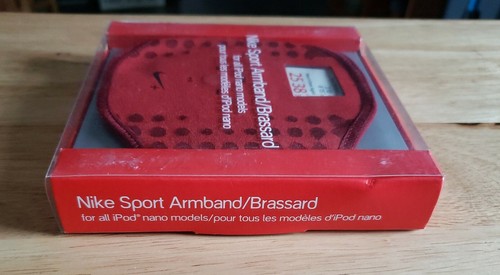 Nike Sport Armband/Brassard
for all iPod nano models
pour tous les modèles d'iPod nano
25:38
Nike Sport Armband/Brassard
for all iPod® nano models/pour tous les modèles d'iPod nano